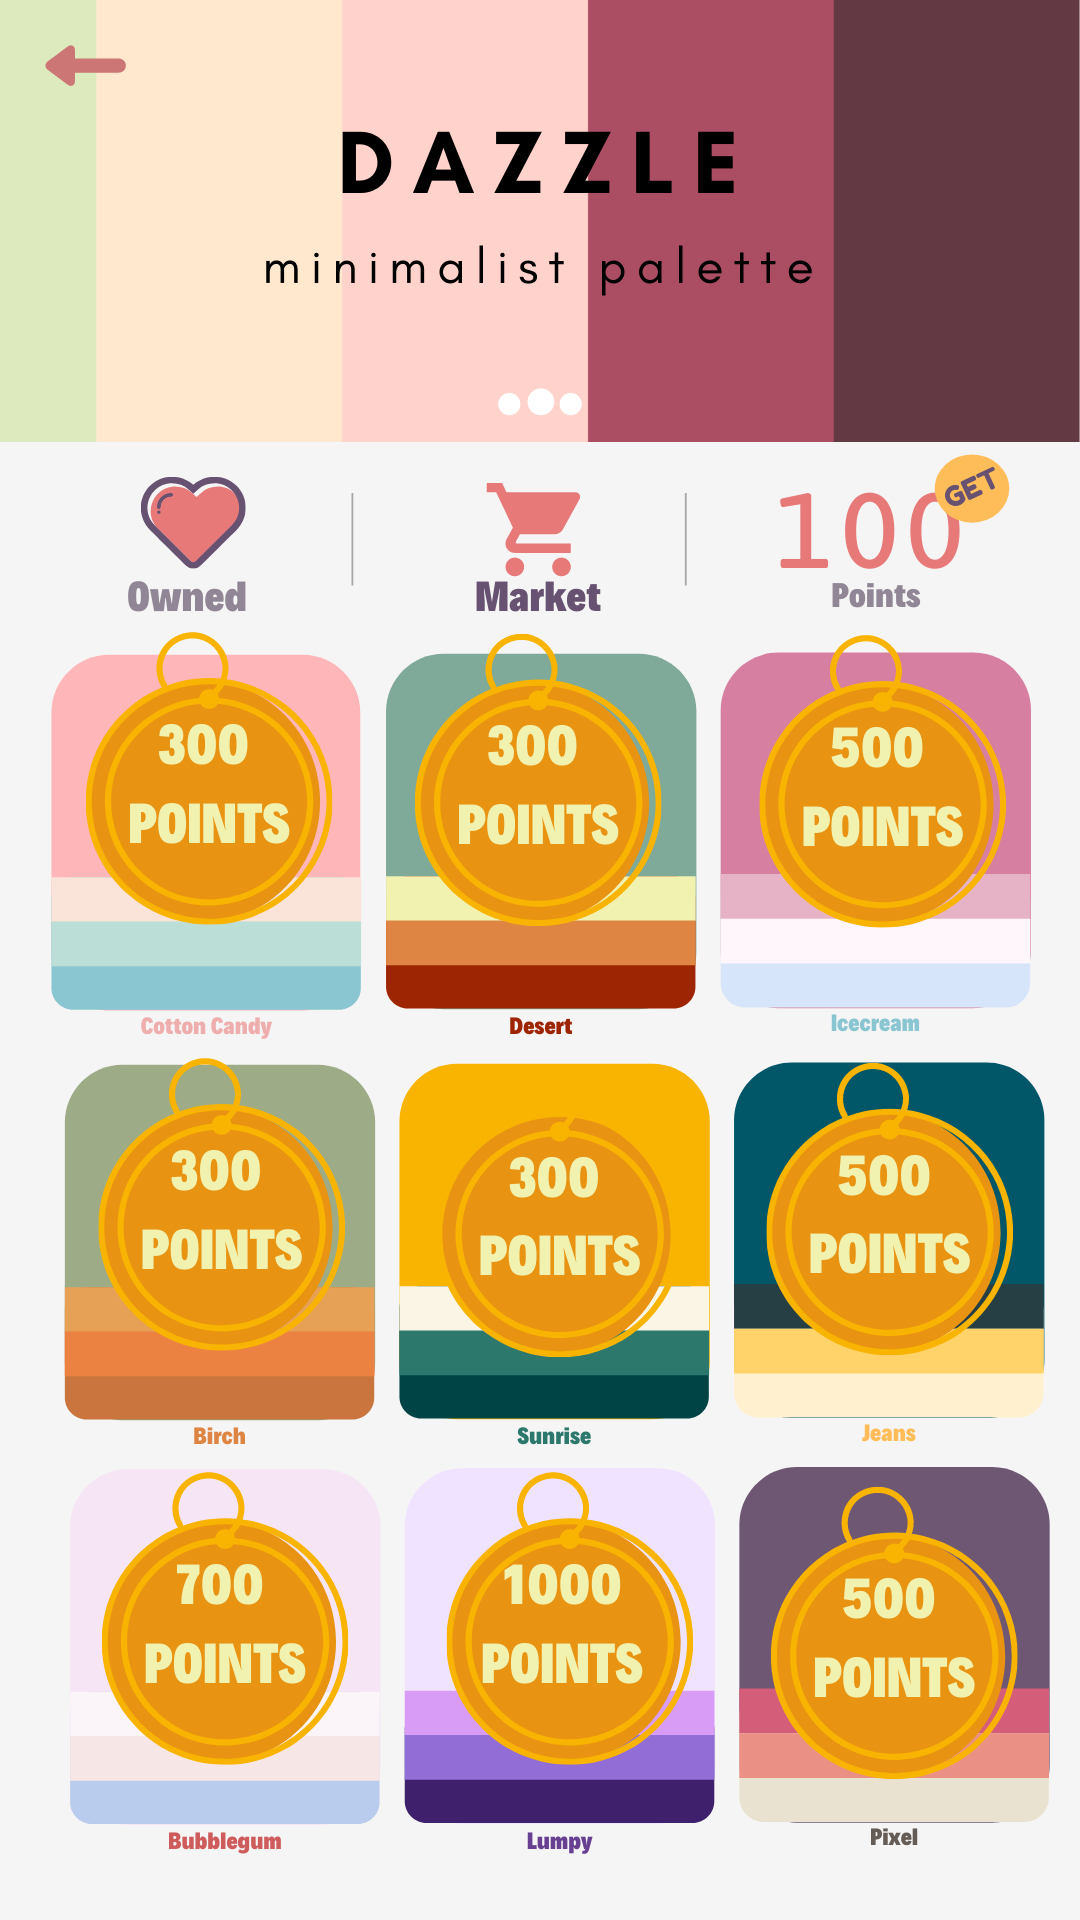 DAZZLE
minimalist palette
GET
100
Owned
Market
Points
300
POINTS
300
POINTS
500
POINTS
Cotton Candy
Desert
Icecream
300
POINTS
300
POINTS
500
POINTS
Birch
Sunrise
Jeans
700
POINTS
1000
POINTS
500
POINTS
Bubblegum
Lumpy
Pixel